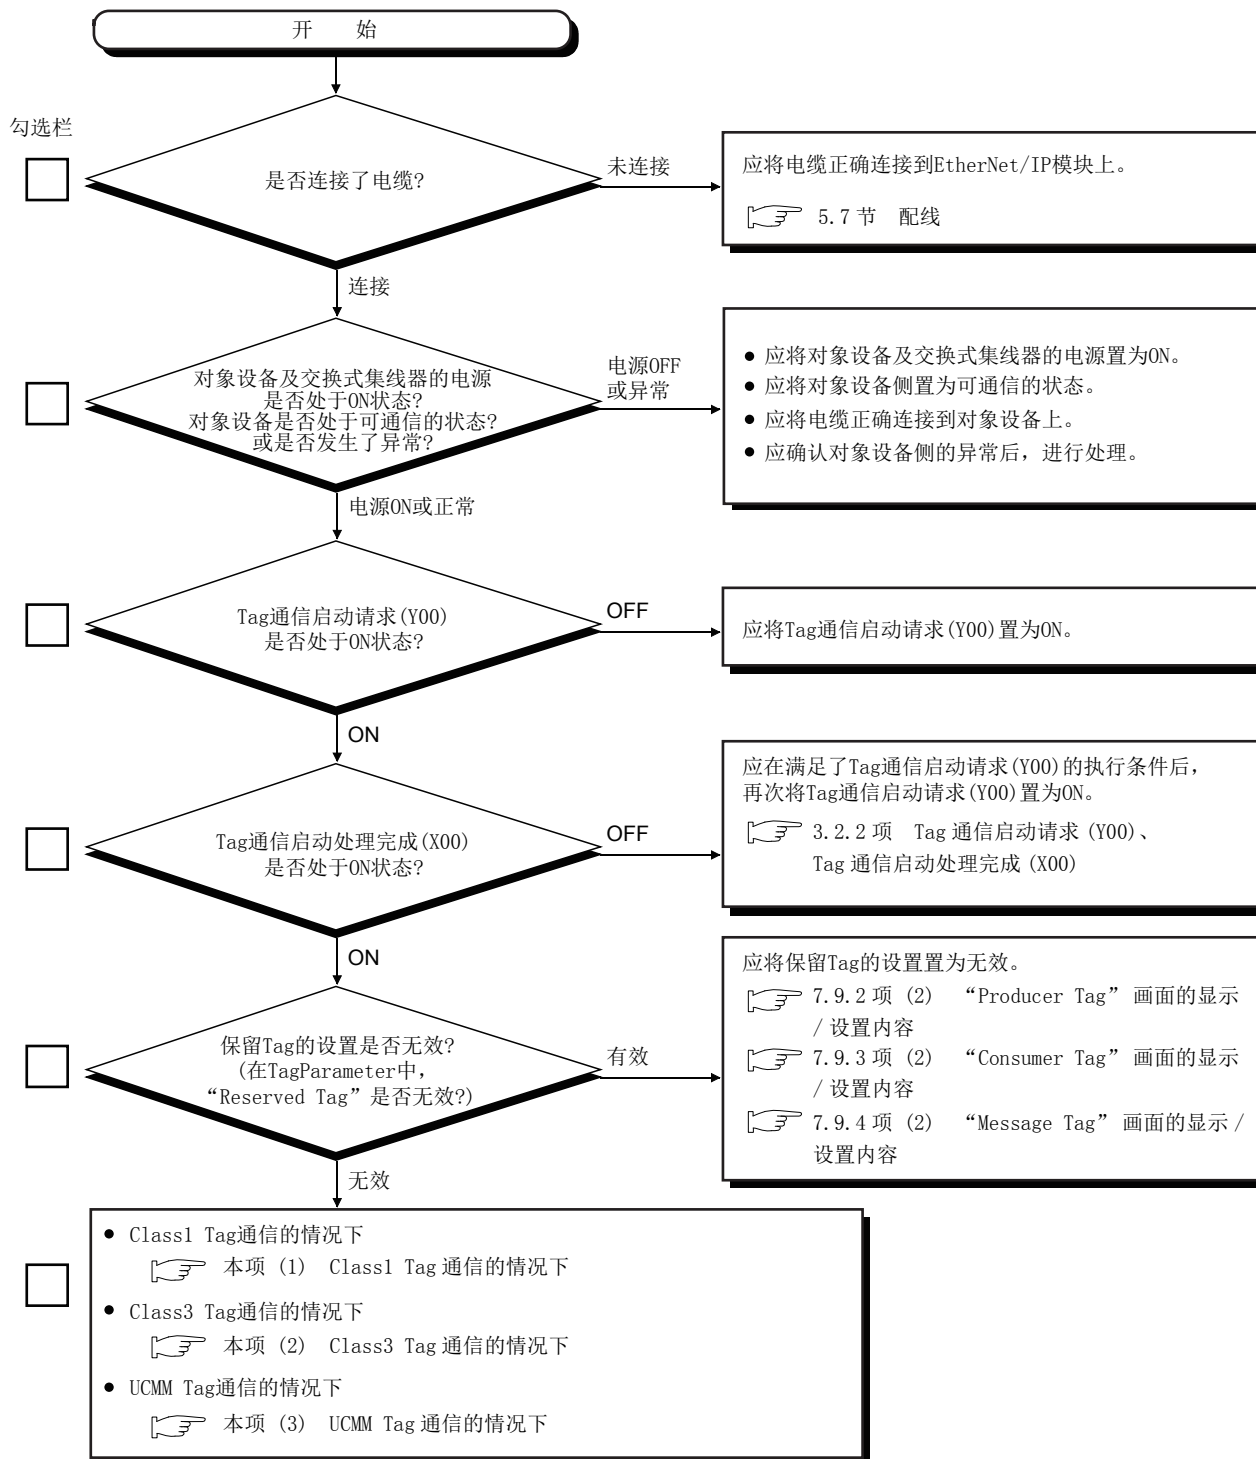 开 始
勾选栏
是否连接了电缆?
未连接
应将电缆正确连接到EtherNet/IP模块上。
5.7 节 配线
连接
对象设备及交换式集线器的电源
是否处于ON状态?
对象设备是否处于可通信的状态?
或是否发生了异常?
电源OFF
或异常
● 应将对象设备及交换式集线器的电源置为ON。
● 应将对象设备侧置为可通信的状态。
● 应将电缆正确连接到对象设备上。
● 应确认对象设备侧的异常后，进行处理。
电源ON或正常
Tag通信启动请求(Y00)
是否处于ON状态?
OFF
应将Tag通信启动请求(Y00)置为ON。
ON
Tag通信启动处理完成(X00)
是否处于ON状态?
OFF
应在满足了Tag通信启动请求(Y00)的执行条件后，
再次将Tag通信启动请求(Y00)置为ON。
3.2.2 项 Tag 通信启动请求 (Y00)、
Tag 通信启动处理完成 (X00)
ON
保留Tag的设置是否无效?
(在TagParameter中，
“Reserved Tag”是否无效?)
有效
应将保留Tag的设置置为无效。
7.9.2 项 (2) “Producer Tag” 画面的显示
/ 设置内容
7.9.3 项 (2) “Consumer Tag” 画面的显示
/ 设置内容
7.9.4 项 (2) “Message Tag” 画面的显示 /
设置内容
无效
● Class1 Tag通信的情况下
本项 (1) Class1 Tag 通信的情况下
● Class3 Tag通信的情况下
本项 (2) Class3 Tag 通信的情况下
● UCMM Tag通信的情况下
本项 (3) UCMM Tag 通信的情况下